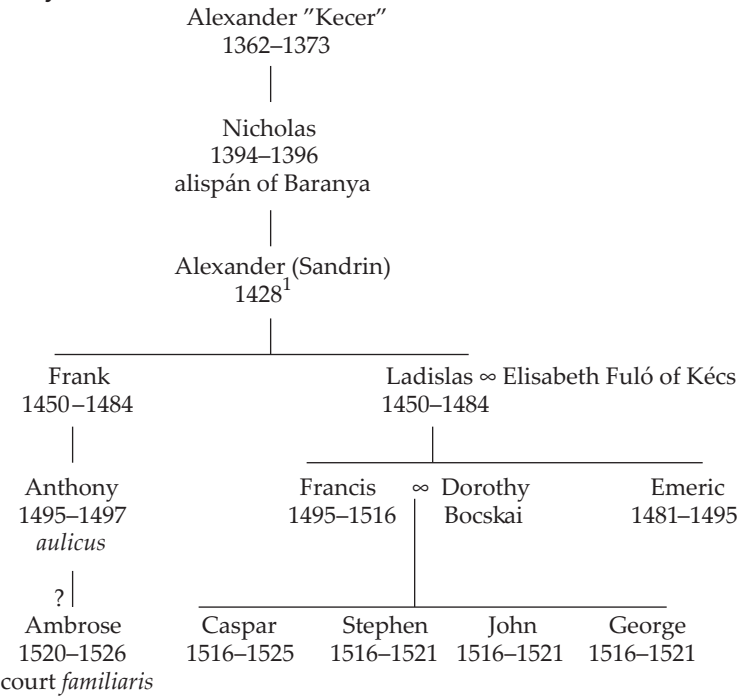 Alexander ”Kecer”
1362–1373
Nicholas
1394–1396
alispán of Baranya
Alexander (Sandrin)
1428¹
Frank
1450–1484
Ladislas ∞ Elisabeth Fuló of Kécs
1450–1484
Anthony
1495–1497
aulicus
Francis ∞ Dorothy
1495–1516 Bocskai
Emeric
1481–1495
?
Ambrose
1520–1526
court familiaris
Caspar
1516–1525
Stephen
1516–1521
John
1516–1521
George
1516–1521